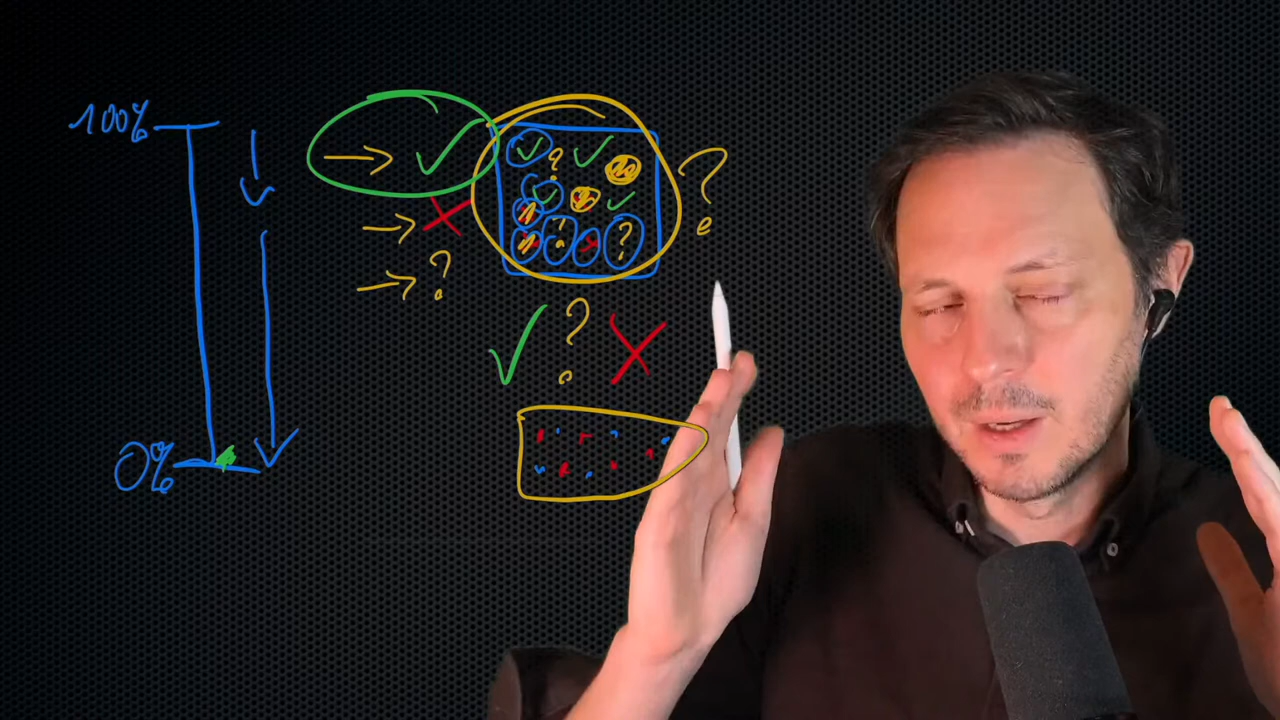 100%
→ ✓
✓ ? ✓
✓ ✓
? ✗ ?
?
→ ✗
→ ?
✓ ? ✗
0%